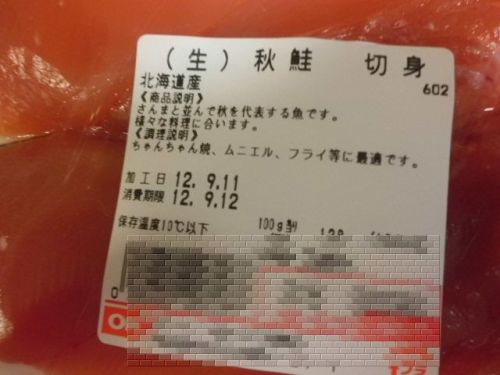 （生） 秋鮭 切身
602
北海道産
《商品説明》
さんまと並んで秋を代表する魚です。
様々な料理に合います。
《調理説明》
ちゃんちゃん焼、ムニエル、フライ等に最適です。
加工日 12. 9.11
消費期限 12. 9.12
保存温度10℃以下 100g当り
0